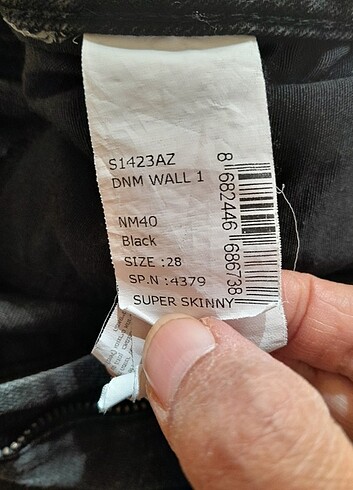 S1423AZ
DNM WALL 1
NM40
Black
SIZE :28
SP.N :4379
SUPER SKINNY
8 682446 686738